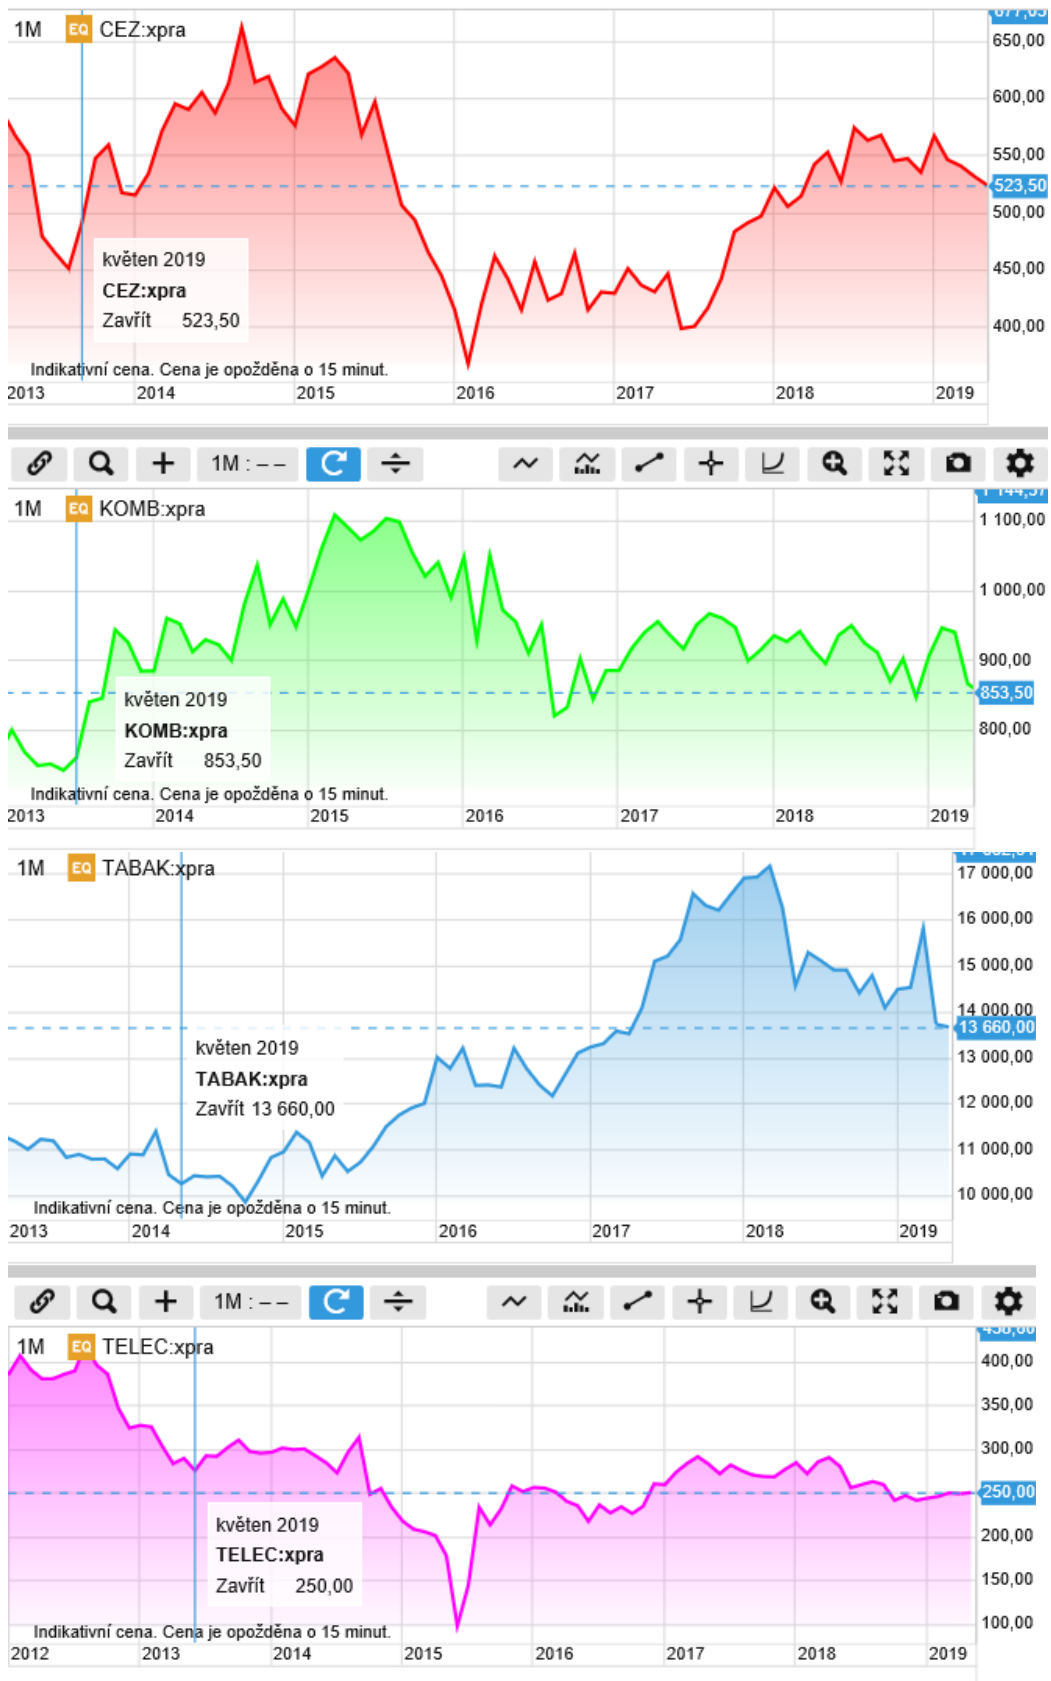 1M EQ CEZ:xpra
650,00
600,00
550,00
523,50
500,00
450,00
400,00
květen 2019
CEZ:xpra
Zavřít 523,50
Indikativní cena. Cena je opožděna o 15 minut.
2013 2014 2015 2016 2017 2018 2019
1M : – –
1M EQ KOMB:xpra
1 100,00
1 000,00
900,00
853,50
800,00
květen 2019
KOMB:xpra
Zavřít 853,50
Indikativní cena. Cena je opožděna o 15 minut.
2013 2014 2015 2016 2017 2018 2019
1M EQ TABAK:xpra
17 000,00
16 000,00
15 000,00
14 000,00
13 660,00
13 000,00
12 000,00
11 000,00
10 000,00
květen 2019
TABAK:xpra
Zavřít 13 660,00
Indikativní cena. Cena je opožděna o 15 minut.
2013 2014 2015 2016 2017 2018 2019
1M : – –
1M EQ TELEC:xpra
400,00
350,00
300,00
250,00
200,00
150,00
100,00
květen 2019
TELEC:xpra
Zavřít 250,00
Indikativní cena. Cena je opožděna o 15 minut.
2012 2013 2014 2015 2016 2017 2018 2019